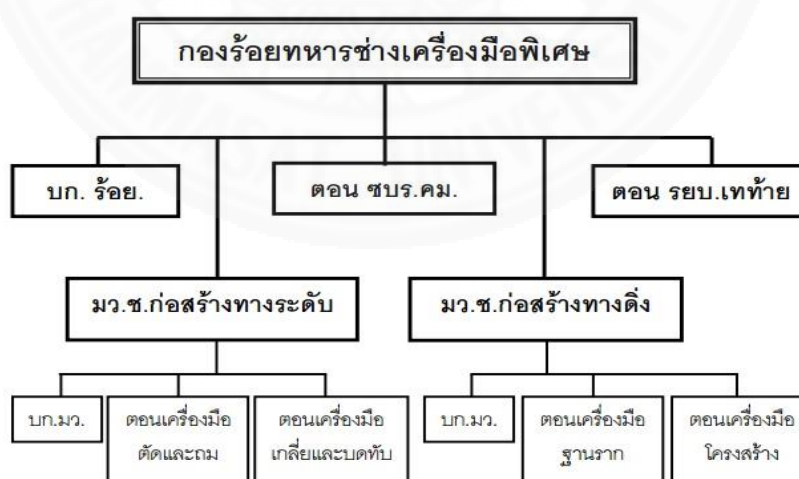 กองร้อยทหารช่างเครื่องมือพิเศษ
บก. ร้อย.
ตอน ซบร.คม.
ตอน รยบ.เทท้าย
มว.ช.ก่อสร้างทางระดับ
มว.ช.ก่อสร้างทางดิ่ง
บก.มว.
ตอนเครื่องมือ
ตัดและถม
ตอนเครื่องมือ
เกลี่ยและบดทับ
บก.มว.
ตอนเครื่องมือ
ฐานราก
ตอนเครื่องมือ
โครงสร้าง